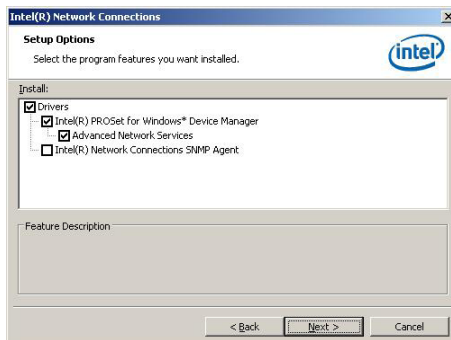 Intel(R) Network Connections
Setup Options
Select the program features you want installed.
intel
Install:
Drivers
Intel(R) PROSet for Windows* Device Manager
Advanced Network Services
Intel(R) Network Connections SNMP Agent
Feature Description
< Back
Next >
Cancel